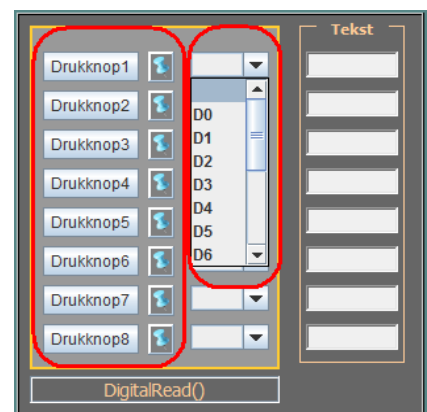 Tekst
Drukknop1
Drukknop2
D0
Drukknop3
D1
D2
Drukknop4
D3
D4
Drukknop5
D5
Drukknop6
D6
Drukknop7
Drukknop8
DigitalRead()